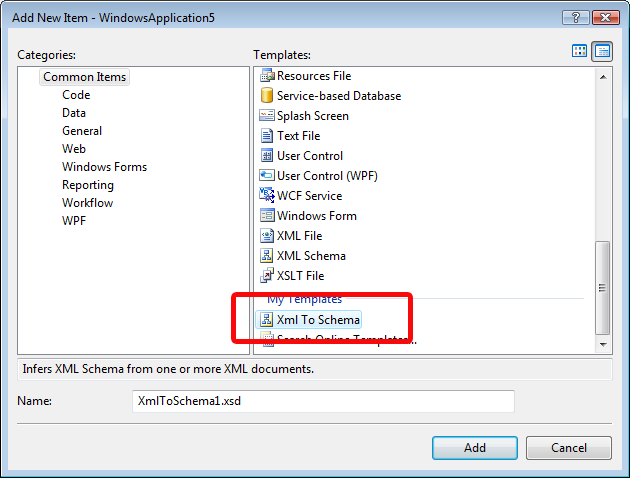 Add New Item - WindowsApplication5
Categories:
Templates:
Common Items
Code
Data
General
Web
Windows Forms
Reporting
Workflow
WPF
Resources File
Service-based Database
Splash Screen
Text File
User Control
User Control (WPF)
WCF Service
Windows Form
XML File
XML Schema
XSLT File
My Templates
Xml To Schema
Search Online Templates...
Infers XML Schema from one or more XML documents.
Name:
XmlToSchema1.xsd
Add
Cancel